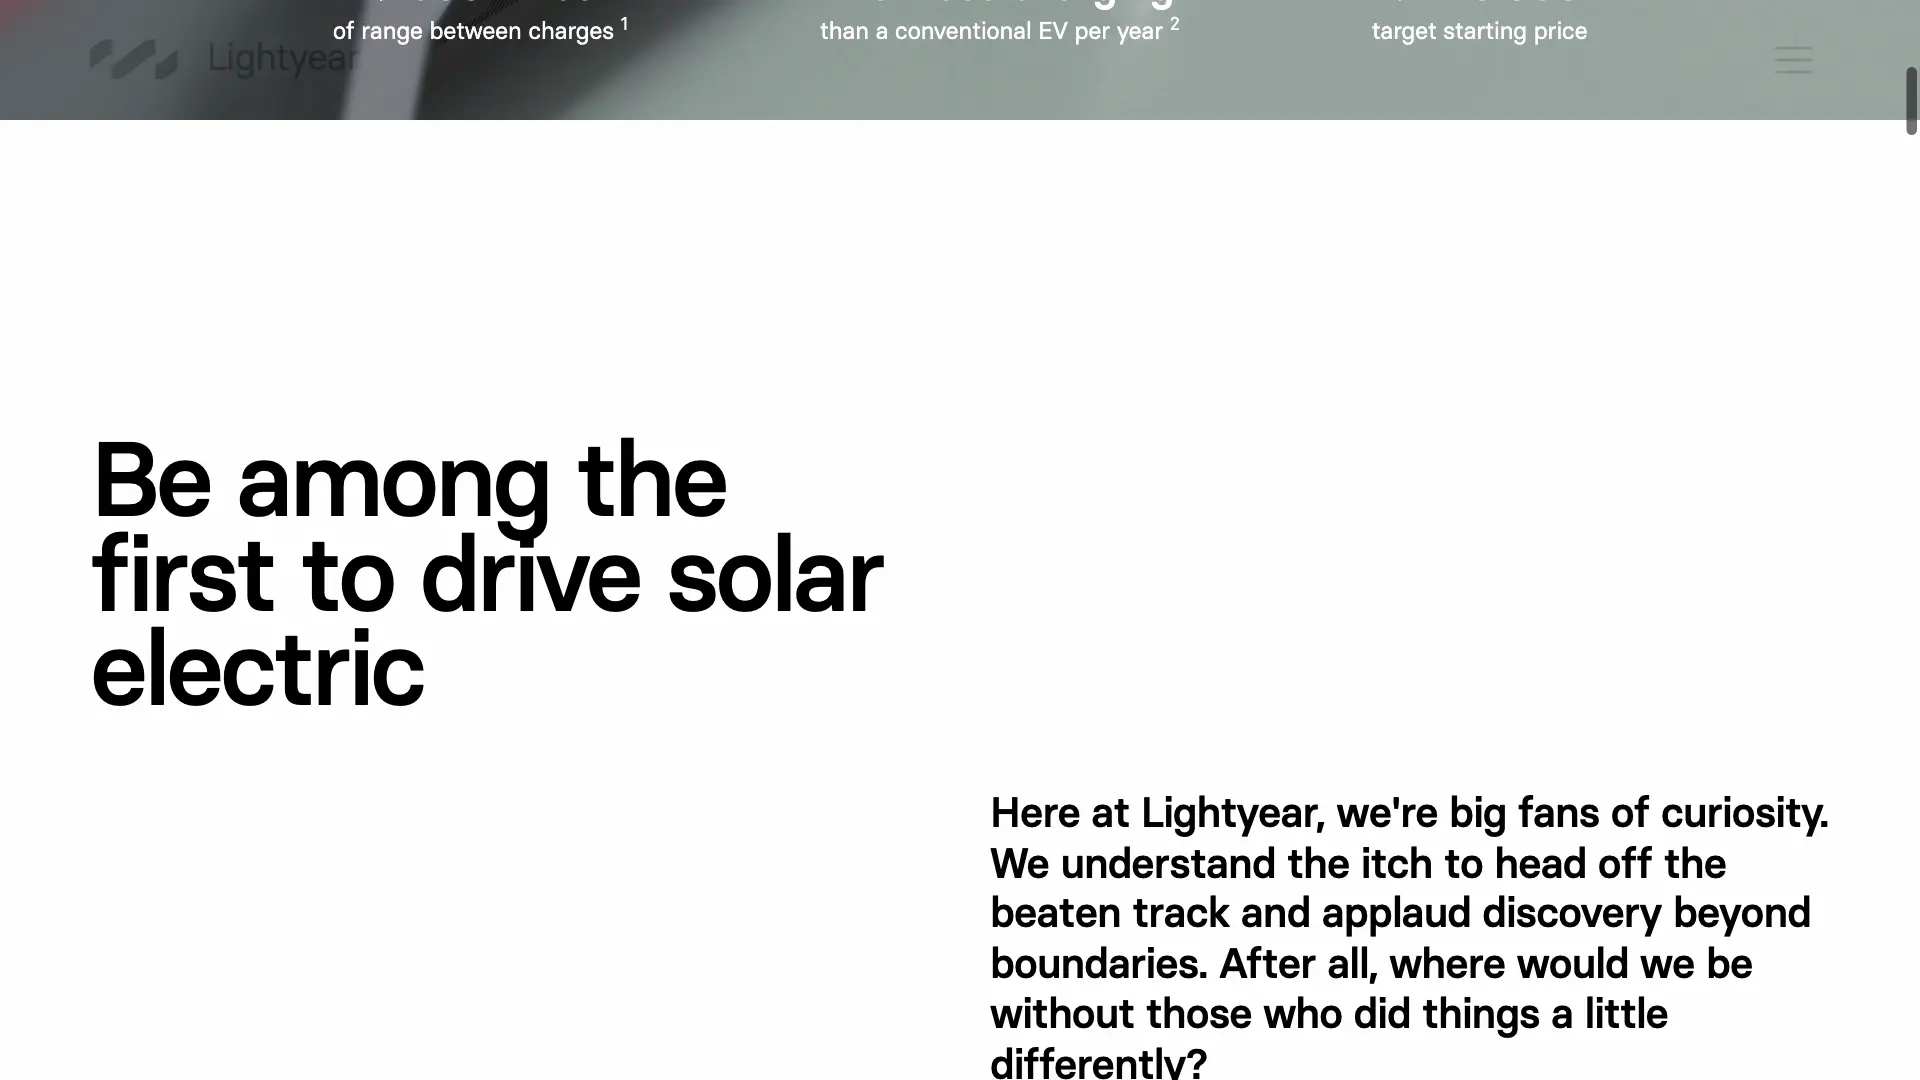 of range between charges 1
than a conventional EV per year 2
target starting price
Lightyear
Be among the
first to drive solar
electric
Here at Lightyear, we're big fans of curiosity.
We understand the itch to head off the
beaten track and applaud discovery beyond
boundaries. After all, where would we be
without those who did things a little
differently?